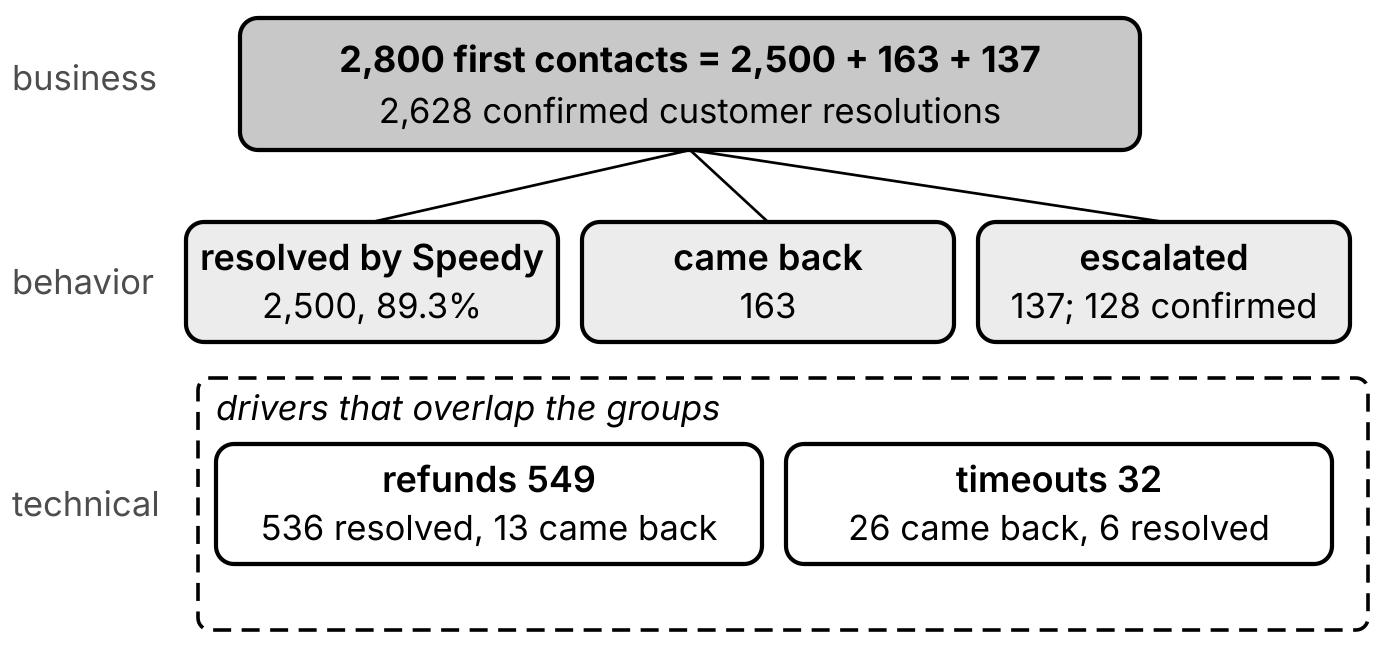 business
2,800 first contacts = 2,500 + 163 + 137
2,628 confirmed customer resolutions
behavior
resolved by Speedy
2,500, 89.3%
came back
163
escalated
137; 128 confirmed
technical
drivers that overlap the groups
refunds 549
536 resolved, 13 came back
timeouts 32
26 came back, 6 resolved